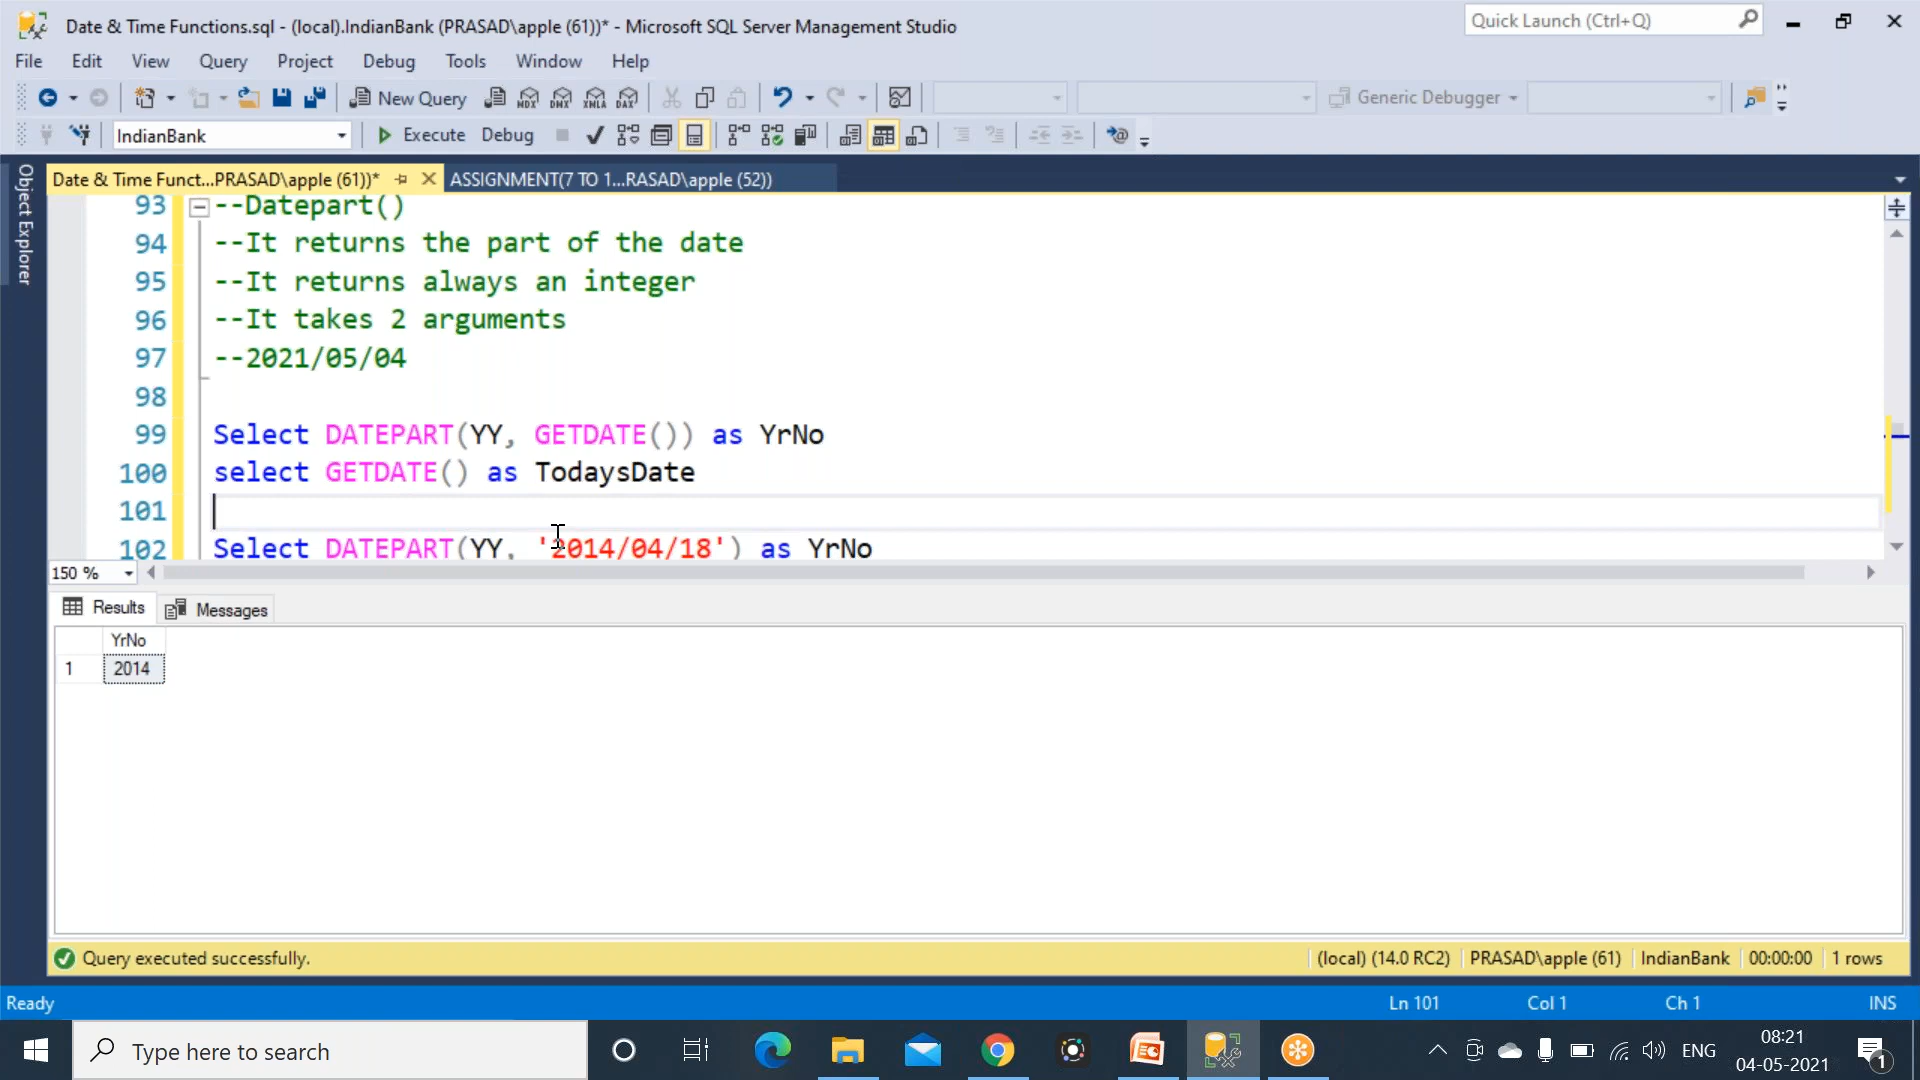 Date & Time Functions.sql - (local).IndianBank (PRASAD\apple (61))* - Microsoft SQL Server Management Studio
Quick Launch (Ctrl+Q)
File Edit View Query Project Debug Tools Window Help
New Query
MDX DMX XMLA DAX
Generic Debugger
IndianBank
Execute Debug
Object Explorer
Date & Time Funct...PRASAD\apple (61))*
ASSIGNMENT(7 TO 1...RASAD\apple (52))
93 --Datepart()
94 --It returns the part of the date
95 --It returns always an integer
96 --It takes 2 arguments
97 --2021/05/04
98
99 Select DATEPART(YY, GETDATE()) as YrNo
100 select GETDATE() as TodaysDate
101
102 Select DATEPART(YY, '2014/04/18') as YrNo
150 %
Results Messages
YrNo
1 2014
Query executed successfully.
(local) (14.0 RC2) PRASAD\apple (61) IndianBank 00:00:00 1 rows
Ready
Ln 101 Col 1 Ch 1 INS
Type here to search
ENG
08:21
04-05-2021
1